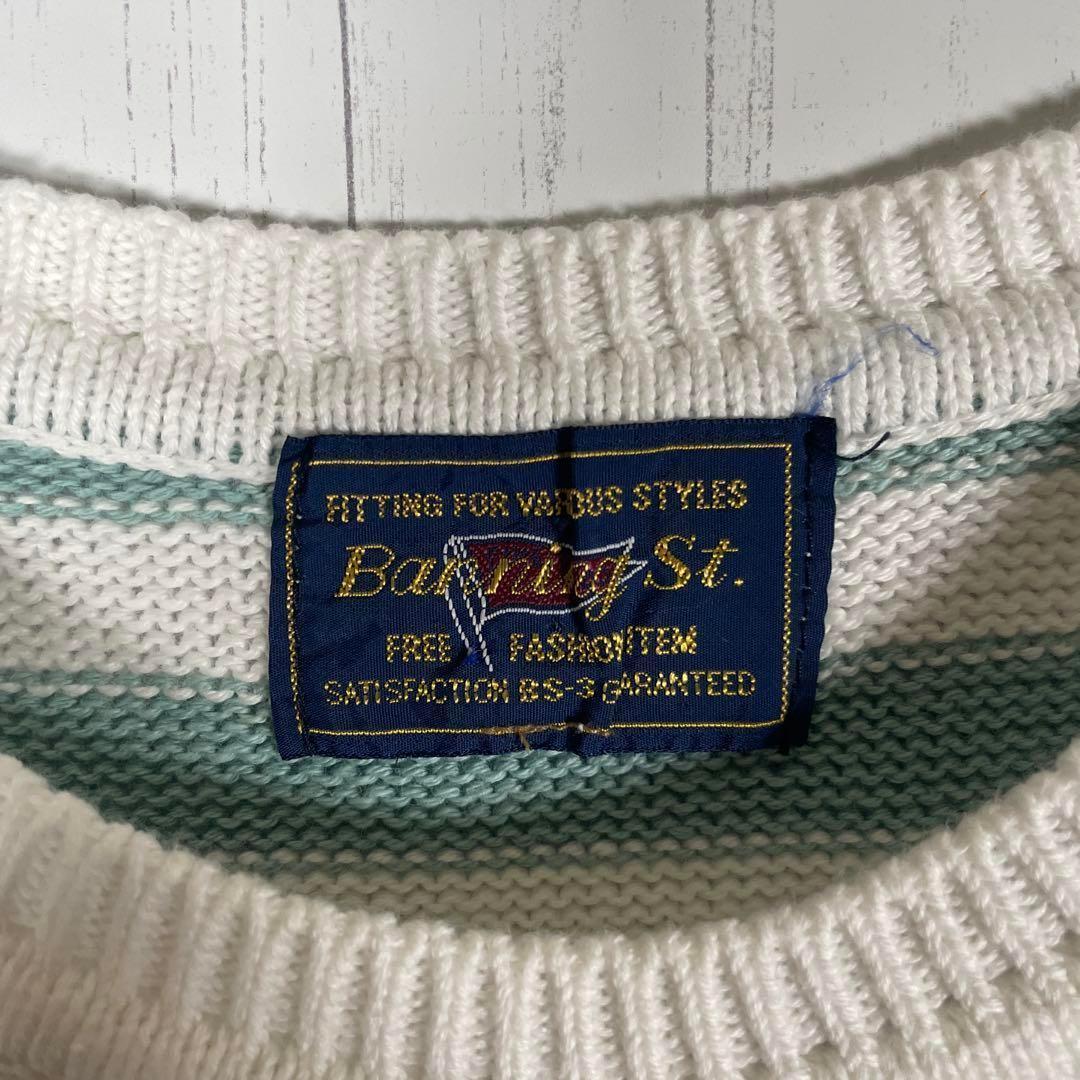 FITTING FOR VARIOUS STYLES
Banning St.
FREE FASHION ITEM
SATISFACTION BS-3 GARANTEED